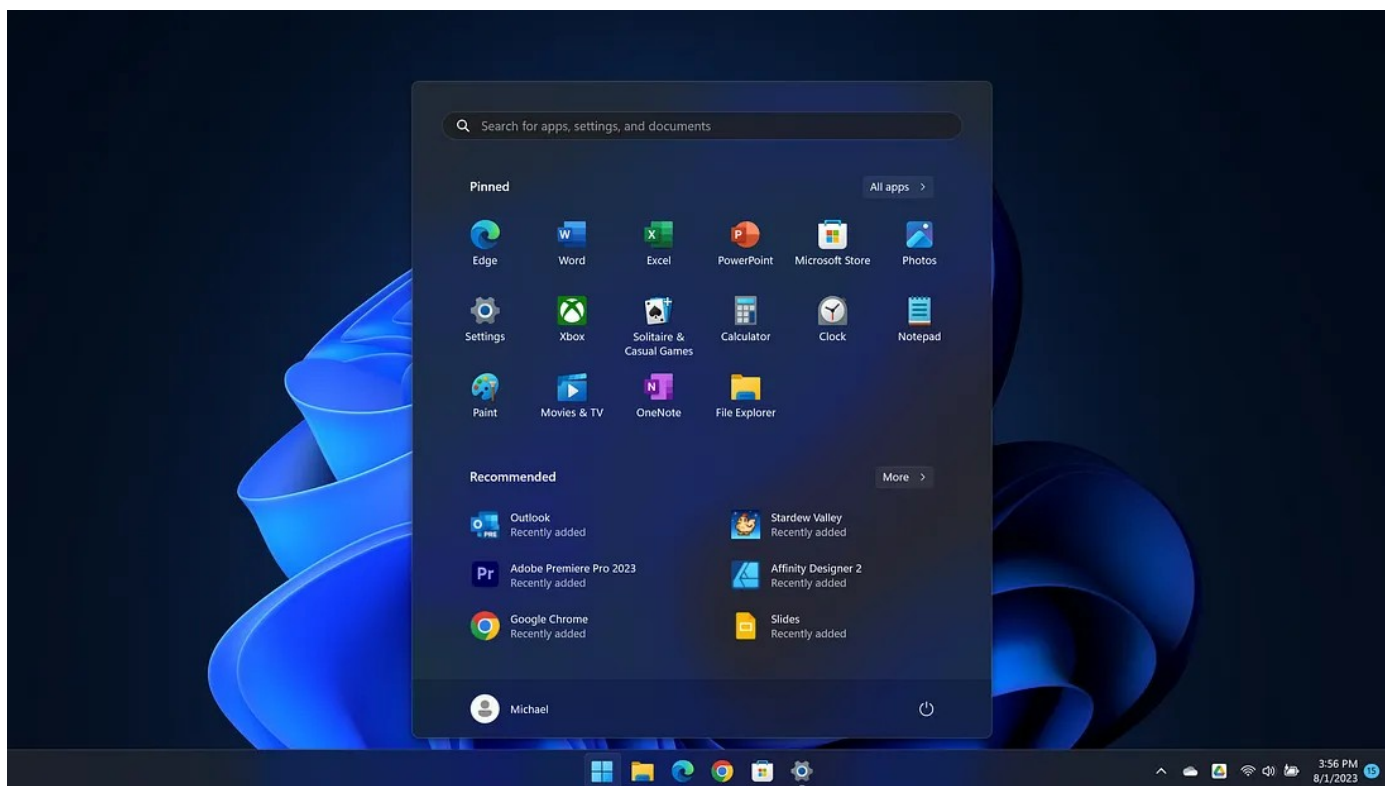 Search for apps, settings, and documents
Pinned
All apps
Edge
Word
Excel
PowerPoint
Microsoft Store
Photos
Settings
Xbox
Solitaire &
Casual Games
Calculator
Clock
Notepad
Paint
Movies & TV
OneNote
File Explorer
Recommended
More
Outlook
Recently added
Stardew Valley
Recently added
Adobe Premiere Pro 2023
Recently added
Affinity Designer 2
Recently added
Google Chrome
Recently added
Slides
Recently added
Michael
3:56 PM
8/1/2023
15
W
X
P
N
O
PRE
Pr